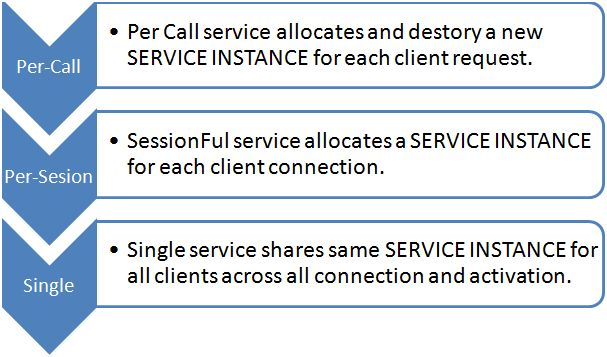 Per-Call
• Per Call service allocates and destory a new
SERVICE INSTANCE for each client request.
Per-Sesion
• SessionFul service allocates a SERVICE INSTANCE
for each client connection.
Single
• Single service shares same SERVICE INSTANCE for
all clients across all connection and activation.